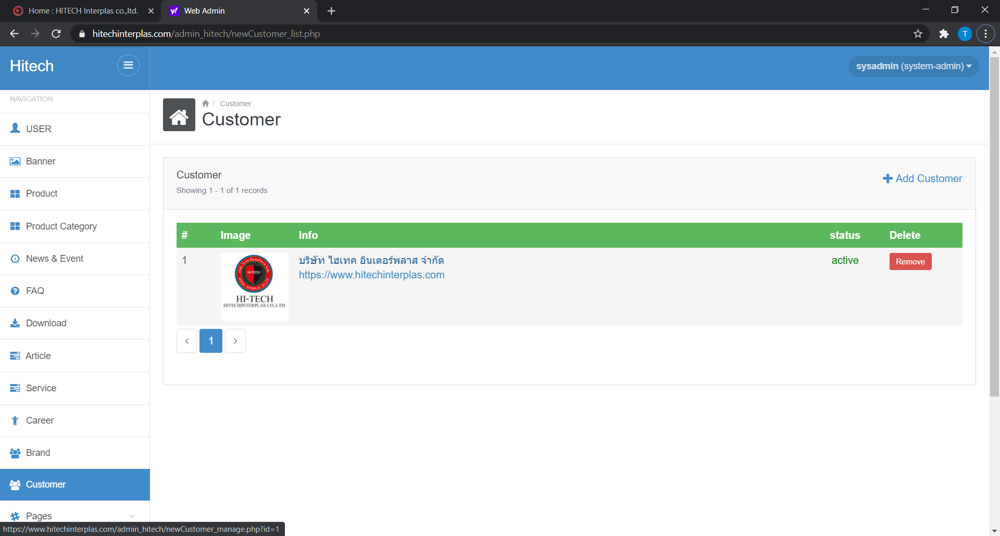 Home : HITECH Interplas co.,ltd.
Web Admin
hitechinterplas.com/admin_hitech/newCustomer_list.php
T
Hitech
sysadmin (system-admin)
NAVIGATION
USER
Banner
Product
Product Category
News & Event
FAQ
Download
Article
Service
Career
Brand
Customer
Pages
/ Customer
Customer
Customer
Showing 1 - 1 of 1 records
Add Customer
# Image Info status Delete
1
HI-TECH
HI-TECH
HITECHINTERPLAS CO.,LTD.
บริษัท ไฮเทค อินเตอร์พลาส จำกัด
https://www.hitechinterplas.com
active
Remove
< 1 >
https://www.hitechinterplas.com/admin_hitech/newCustomer_manage.php?id=1